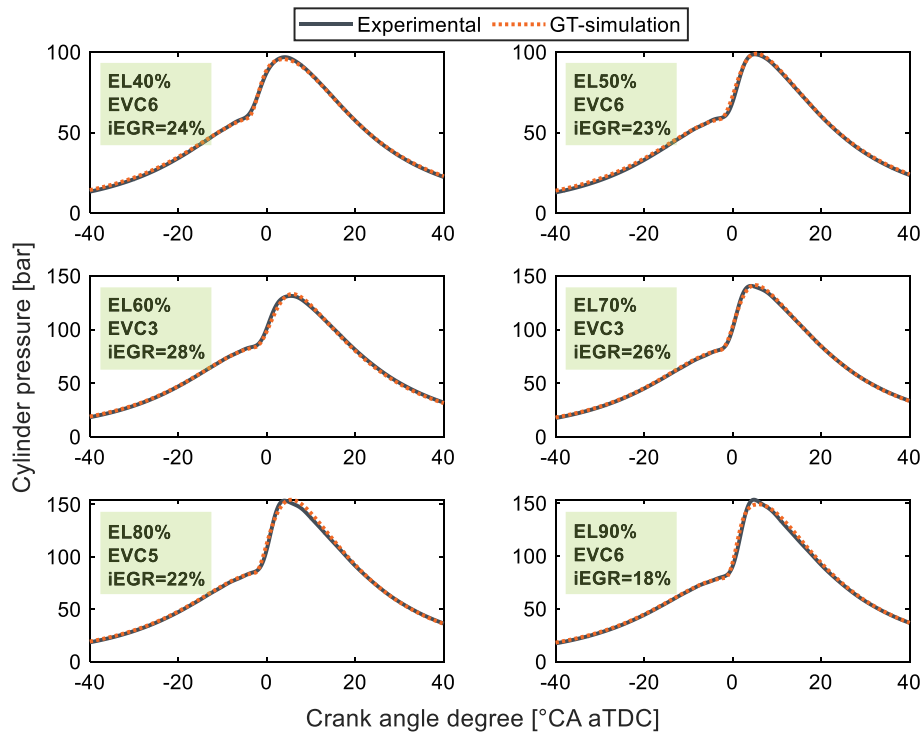 Experimental GT-simulation
Cylinder pressure [bar]
100
50
0
EL40%
EVC6
iEGR=24%
-40 -20 0 20 40
100
50
0
EL50%
EVC6
iEGR=23%
-40 -20 0 20 40
150
100
50
0
EL60%
EVC3
iEGR=28%
-40 -20 0 20 40
150
100
50
0
EL70%
EVC3
iEGR=26%
-40 -20 0 20 40
150
100
50
0
EL80%
EVC5
iEGR=22%
-40 -20 0 20 40
150
100
50
0
EL90%
EVC6
iEGR=18%
-40 -20 0 20 40
Crank angle degree [°CA aTDC]